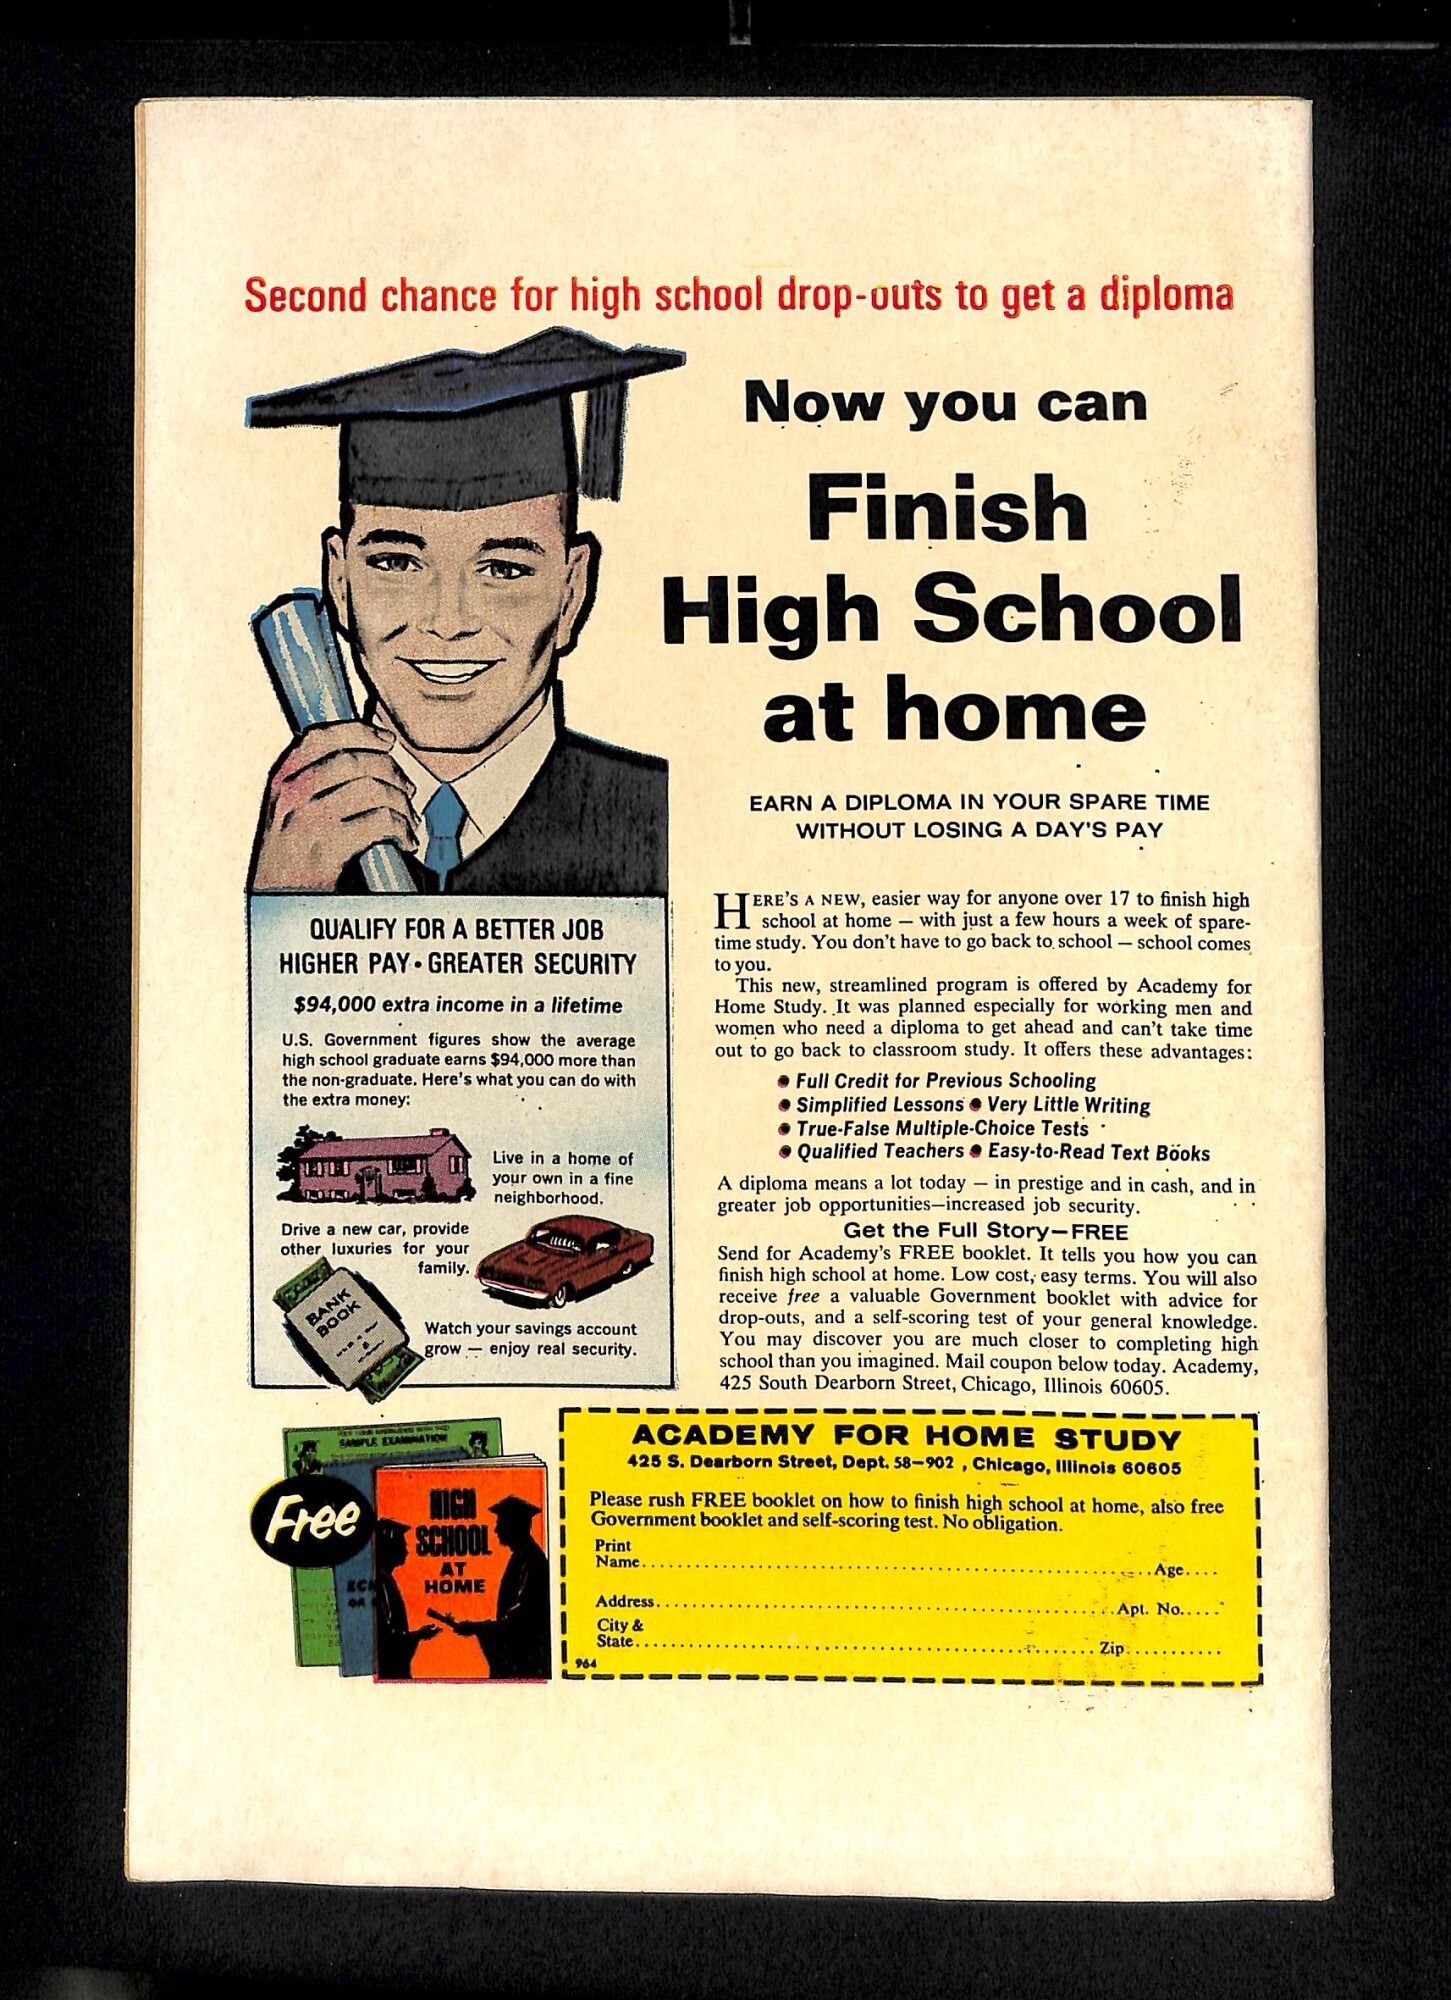 Second chance for high school drop-outs to get a diploma
Now you can
Finish
High School
at home
EARN A DIPLOMA IN YOUR SPARE TIME
WITHOUT LOSING A DAY'S PAY
QUALIFY FOR A BETTER JOB
HIGHER PAY • GREATER SECURITY
$94,000 extra income in a lifetime
U.S. Government figures show the average
high school graduate earns $94,000 more than
the non-graduate. Here's what you can do with
the extra money:
Live in a home of
your own in a fine
neighborhood.
Drive a new car, provide
other luxuries for your
family.
BANK
BOOK
Watch your savings account
grow — enjoy real security.
HERE'S A NEW, easier way for anyone over 17 to finish high
school at home — with just a few hours a week of spare-
time study. You don't have to go back to school — school comes
to you.
This new, streamlined program is offered by Academy for
Home Study. It was planned especially for working men and
women who need a diploma to get ahead and can't take time
out to go back to classroom study. It offers these advantages:
• Full Credit for Previous Schooling
• Simplified Lessons • Very Little Writing
• True-False Multiple-Choice Tests
• Qualified Teachers • Easy-to-Read Text Books
A diploma means a lot today — in prestige and in cash, and in
greater job opportunities—increased job security.
Get the Full Story—FREE
Send for Academy's FREE booklet. It tells you how you can
finish high school at home. Low cost, easy terms. You will also
receive free a valuable Government booklet with advice for
drop-outs, and a self-scoring test of your general knowledge.
You may discover you are much closer to completing high
school than you imagined. Mail coupon below today. Academy,
425 South Dearborn Street, Chicago, Illinois 60605.
SAMPLE EXAMINATION
Free
HIGH
SCHOOL
AT
HOME
ACADEMY FOR HOME STUDY
425 S. Dearborn Street, Dept. 58-902 , Chicago, Illinois 60605
Please rush FREE booklet on how to finish high school at home, also free
Government booklet and self-scoring test. No obligation.
Print
Name Age
Address Apt. No.
City &
State Zip
964